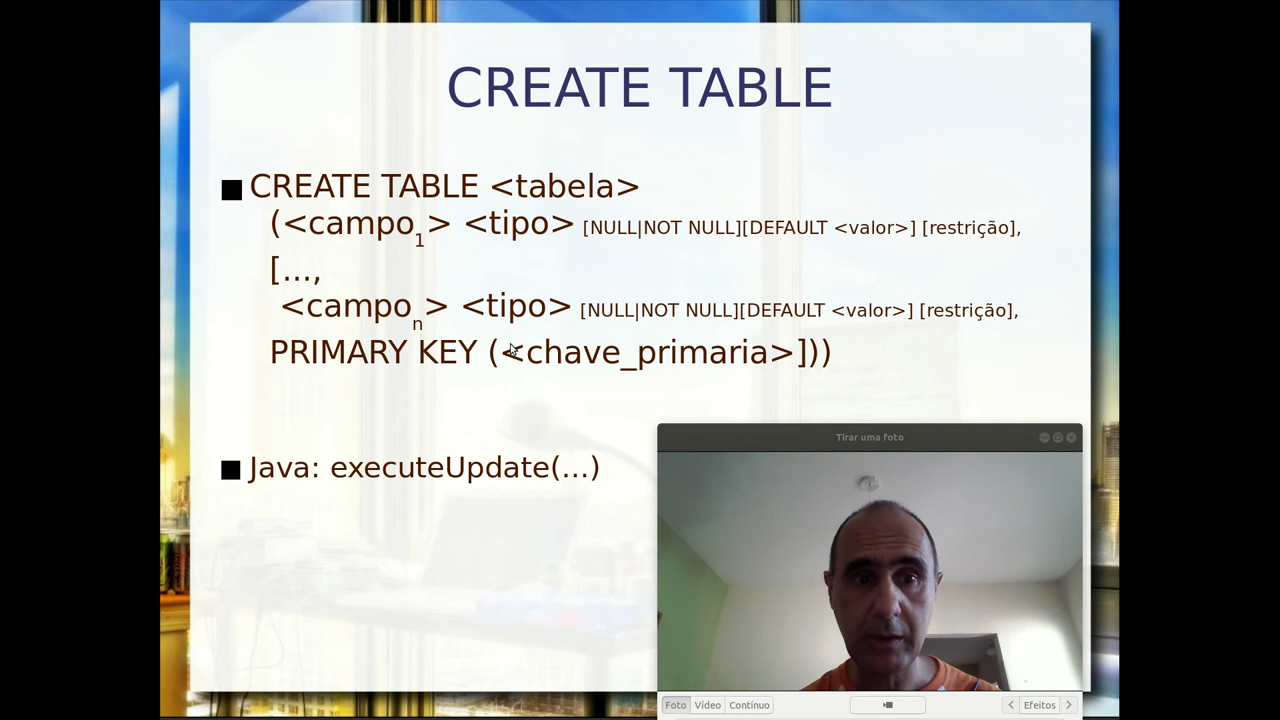 CREATE TABLE
CREATE TABLE <tabela>
(<campo1> <tipo> [NULL|NOT NULL][DEFAULT <valor>] [restrição],
[...,
<campon> <tipo> [NULL|NOT NULL][DEFAULT <valor>] [restrição],
PRIMARY KEY (<chave_primaria>]))
Java: executeUpdate(...)
Tirar uma foto
Foto Vídeo Contínuo Efeitos